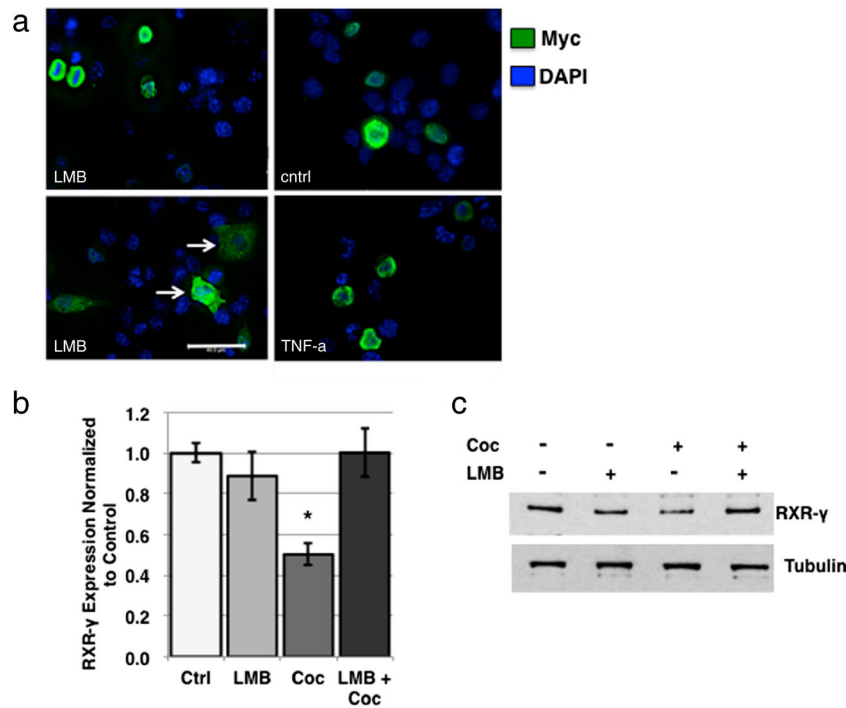 a
Myc
DAPI
LMB
cntrl
LMB
TNF-a
b
c
RXR-γ Expression Normalized
to Control
1.2
1.0
0.8
0.6
0.4
0.2
0.0
*
Ctrl
LMB
Coc
LMB +
Coc
Coc - - + +
LMB - + - +
RXR-γ
Tubulin